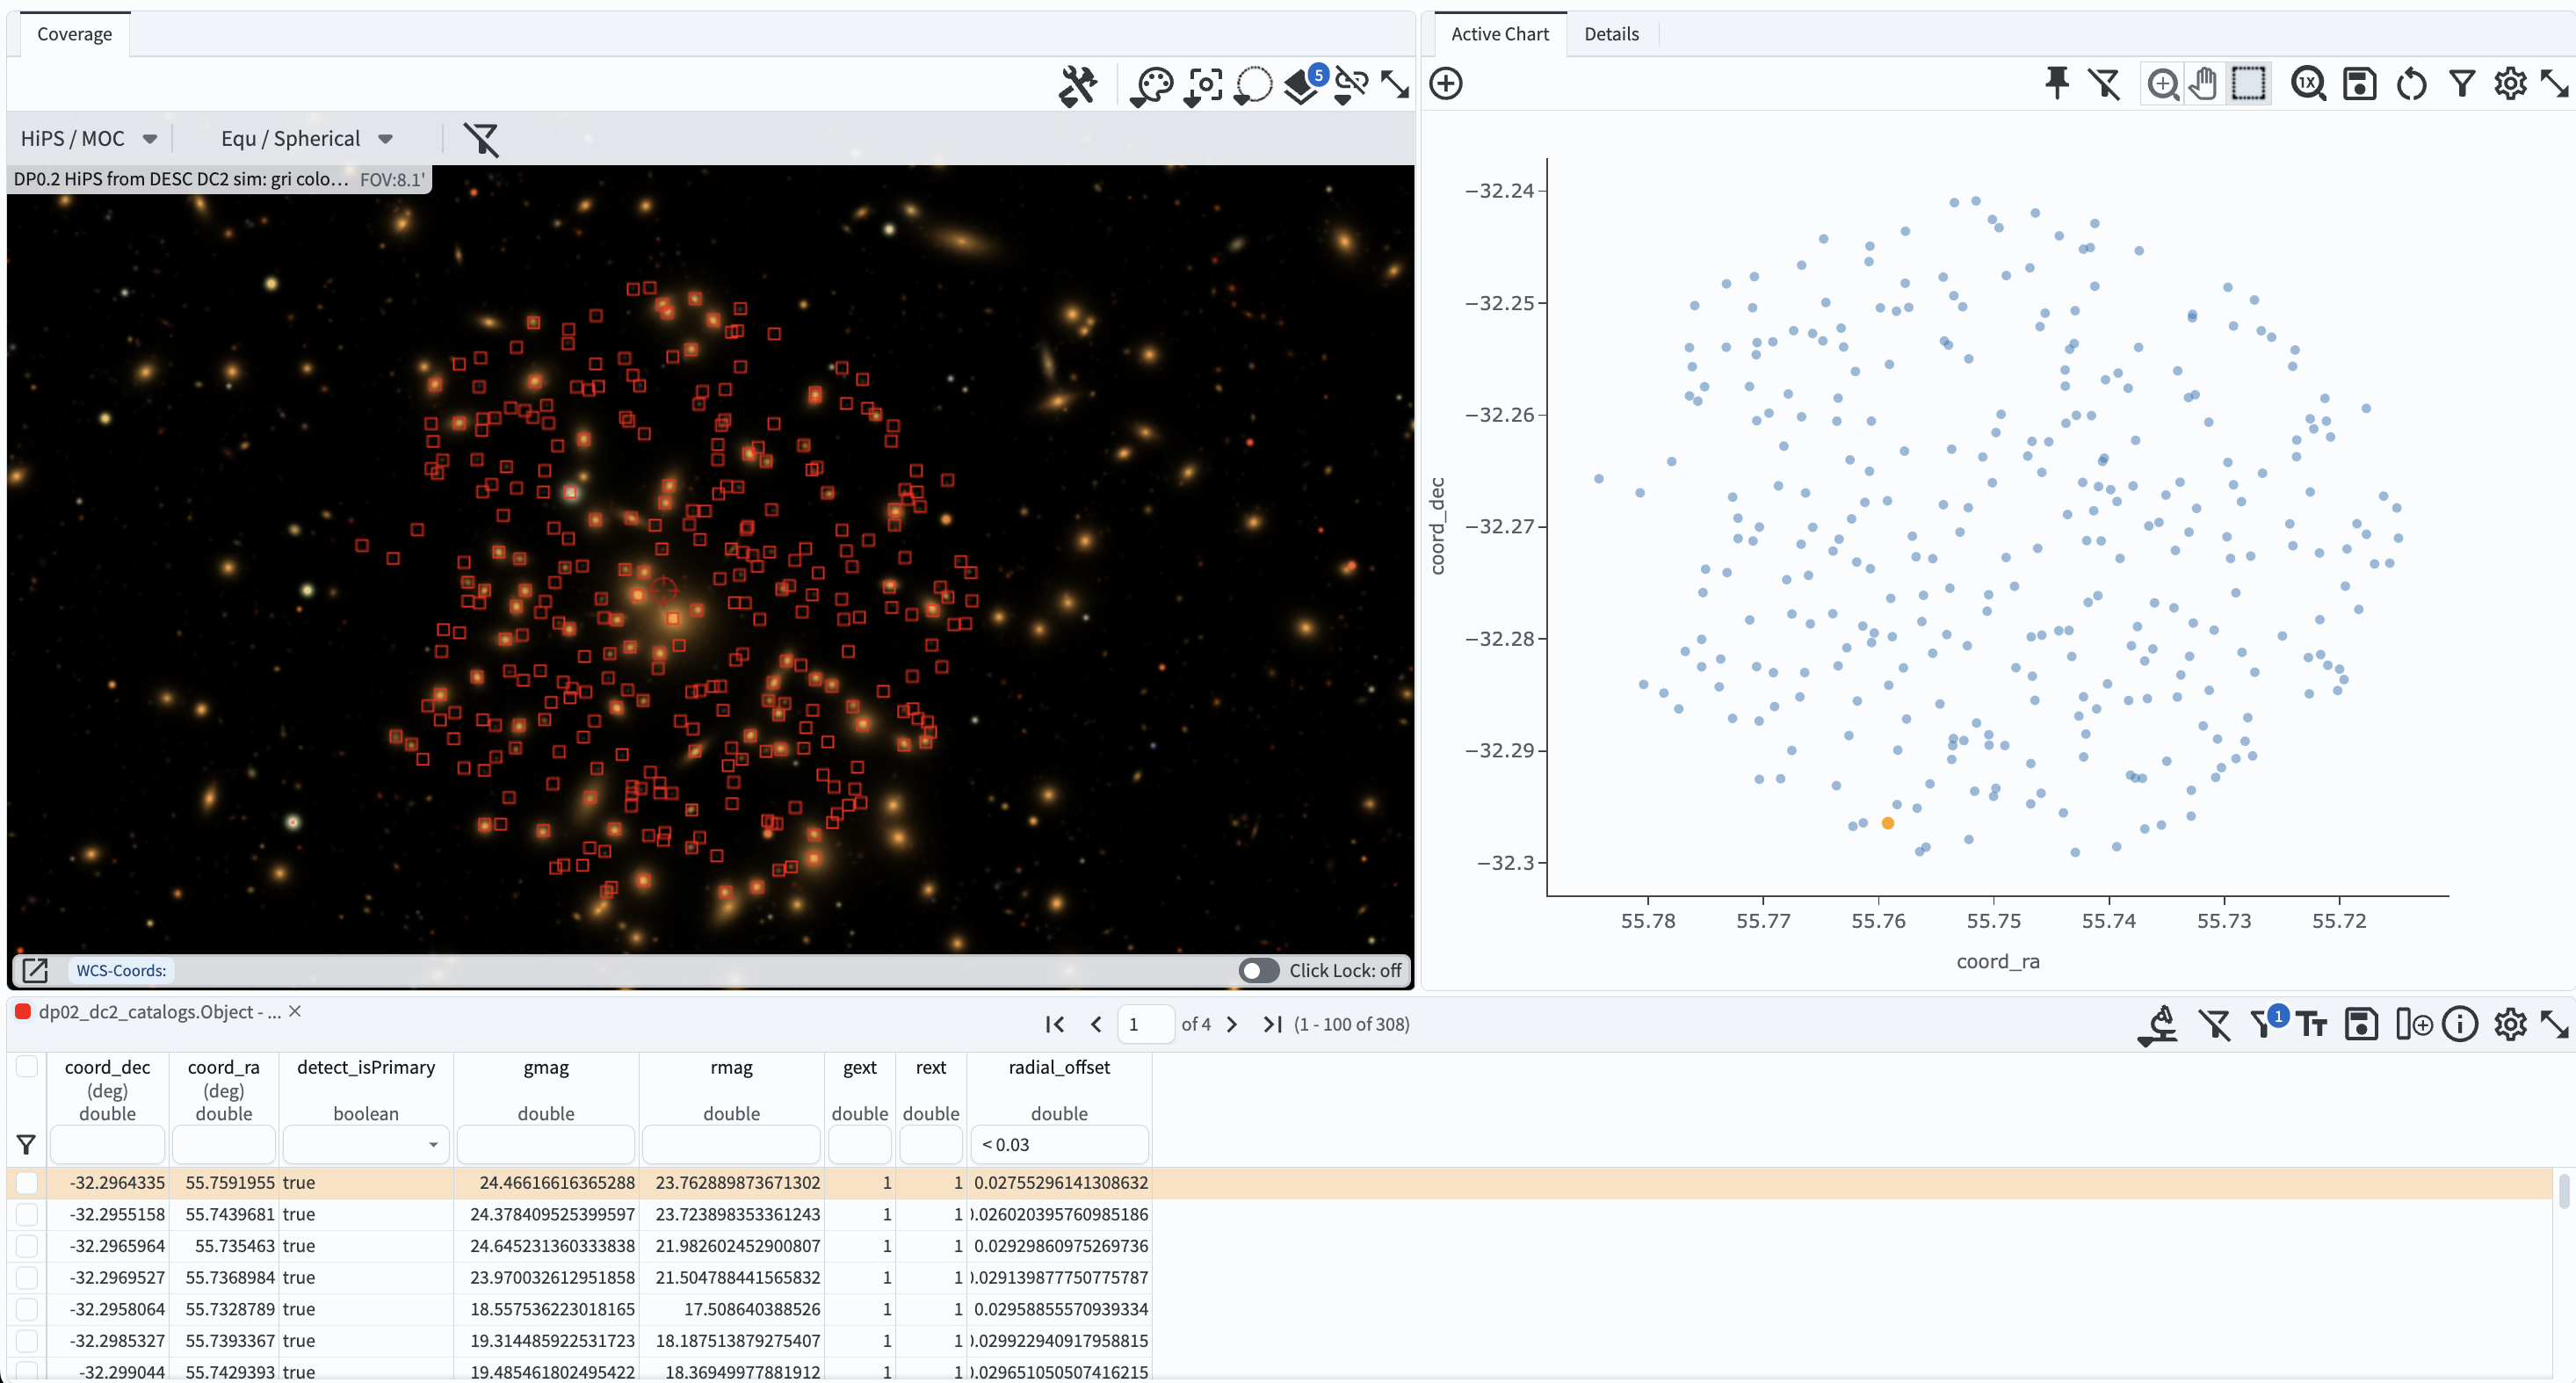 Coverage
5
HiPS / MOC
Equ / Spherical
DP0.2 HiPS from DESC DC2 sim: gri colo... FOV:8.1'
WCS-Coords:
Click Lock: off
Active Chart
Details
1X
−32.24
−32.25
−32.26
−32.27
−32.28
−32.29
−32.3
coord_dec
55.78 55.77 55.76 55.75 55.74 55.73 55.72
coord_ra
dp02_dc2_catalogs.Object - ... ×
1 of 4 (1 - 100 of 308)
1
coord_dec coord_ra detect_isPrimary gmag rmag gext rext radial_offset
(deg) (deg)
double double boolean double double double double double
< 0.03
-32.2964335 55.7591955 true 24.46616616365288 23.762889873671302 1 1 0.02755296141308632
-32.2955158 55.7439681 true 24.378409525399597 23.723898353361243 1 1 .026020395760985186
-32.2965964 55.735463 true 24.645231360333838 21.982602452900807 1 1 0.02929860975269736
-32.2969527 55.7368984 true 23.970032612951858 21.504788441565832 1 1 .029139877750775787
-32.2958064 55.7328789 true 18.557536223018165 17.508640388526 1 1 0.02958855570939334
-32.2985327 55.7393367 true 19.314485922531723 18.187513879275407 1 1 .029922940917958815
-32.299044 55.7429393 true 19.485461802495422 18.36949977881912 1 1 .029651050507416215